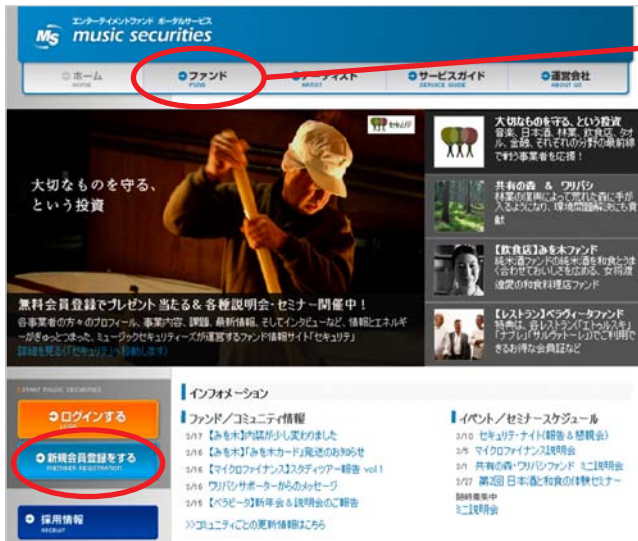 エンターテイメントファンド ポータルサービス
MS music securities
ホーム
HOME
ファンド
FUND
アーティスト
ARTIST
サービスガイド
SERVICE GUIDE
運営会社
ABOUT US
セキュリテ
大切なものを守る、
という投資
無料会員登録でプレゼント当たる&各種説明会・セミナー開催中!
各事業者の方々のプロフィール、事業内容、課題、最新情報、そしてインタビューなど、情報とエネルギ
ーがぎゅっとつまった、ミュージックセキュリティーズが運営するファンド情報サイト「セキュリテ」
詳細を見る(「セキュリテ」へ移動します)
大切なものを守る、という投資
音楽、日本酒、林業、飲食店、タオ
ル、金融、それぞれの分野の最前線
で戦う事業者を応援!
共有の森 & ワリバシ
林業の復興によって荒れた森に手が
入るようになり、環境問題解決にも貢
献
【飲食店】みを木ファンド
純米酒ファンドの純米酒を和食とうま
く合わせておいしさを広める、女将渡
邉愛の和食料理店ファンド
【レストラン】ベラヴィータファンド
特典は、各レストラン(「エトゥルスキ」
「ナプレ」「サルヴァトーレ」)でご利用で
きるお得な会員証など
START MUSIC SECURITIES
ログインする
LOGIN
新規会員登録をする
MEMBER REGISTRATION
採用情報
RECRUIT
インフォメーション
ファンド/コミュニティ情報
2/17 【みを木】内装が少し変わりました
2/16 【みを木】「みを木カード」発送のお知らせ
2/16 【マイクロファイナンス】スタディツアー報告 vol.1
2/16 ワリバシサポーターからのメッセージ
2/15 【ベラビータ】新年会&説明会のご報告
>>コミュニティごとの更新情報はこちら
イベント/セミナースケジュール
3/10 セキュリテ・ナイト(報告&懇親会)
3/5 マイクロファイナンス説明会
3/1 共有の森・ワリバシファンド ミニ説明会
2/27 第2回 日本酒と和食の体験セミナー
随時募集中
ミニ説明会